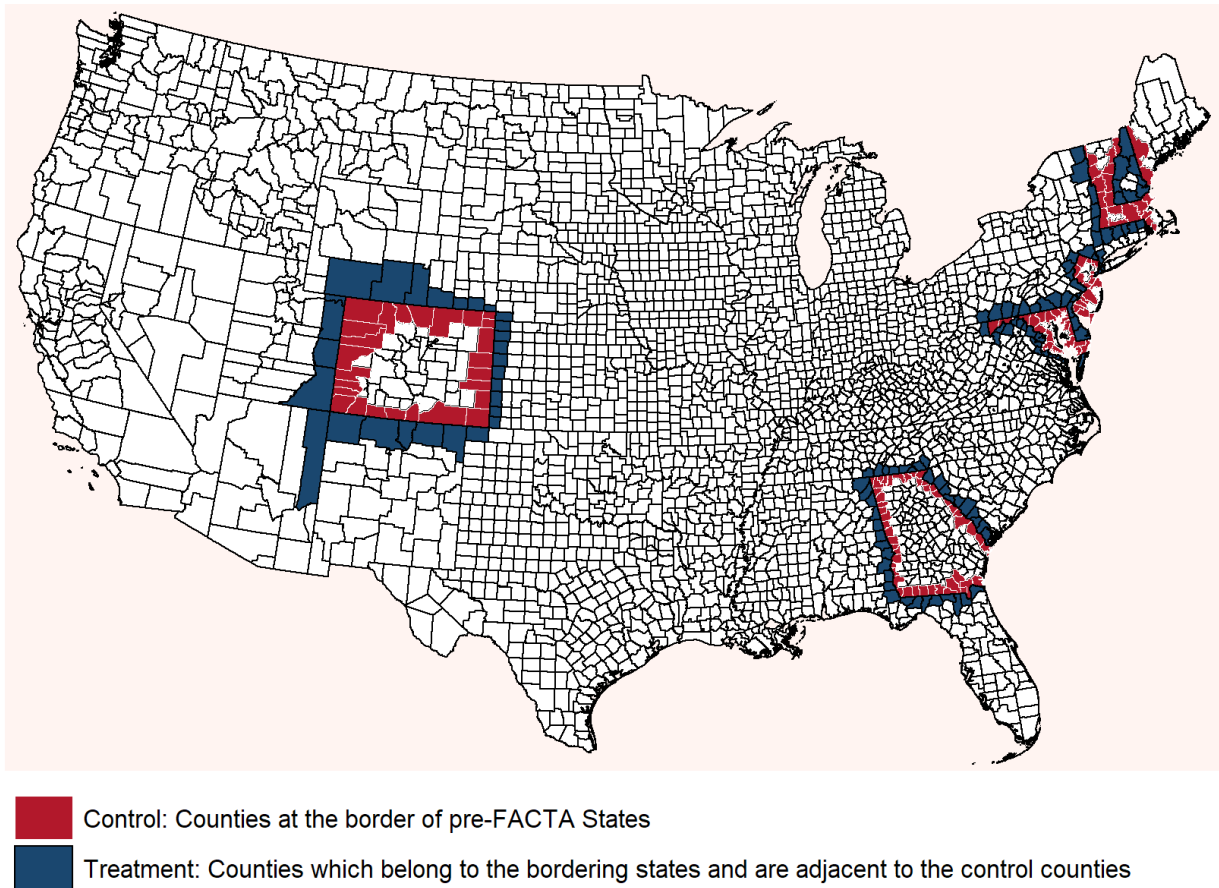 Control: Counties at the border of pre-FACTA States
Treatment: Counties which belong to the bordering states and are adjacent to the control counties